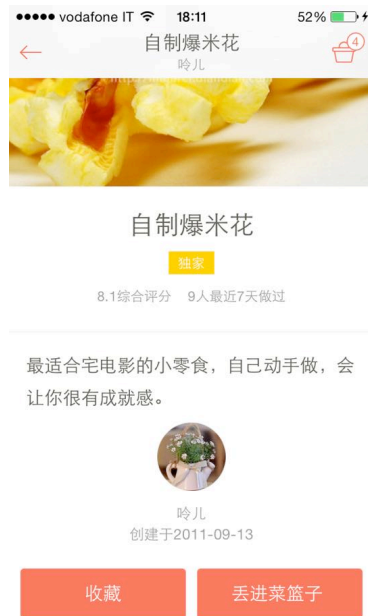 vodafone IT 18:11 52%
自制爆米花
4
呤儿
自制爆米花
独家
8.1综合评分 9人最近7天做过
最适合宅电影的小零食，自己动手做，会
让你很有成就感。
呤儿
创建于2011-09-13
收藏 丢进菜篮子